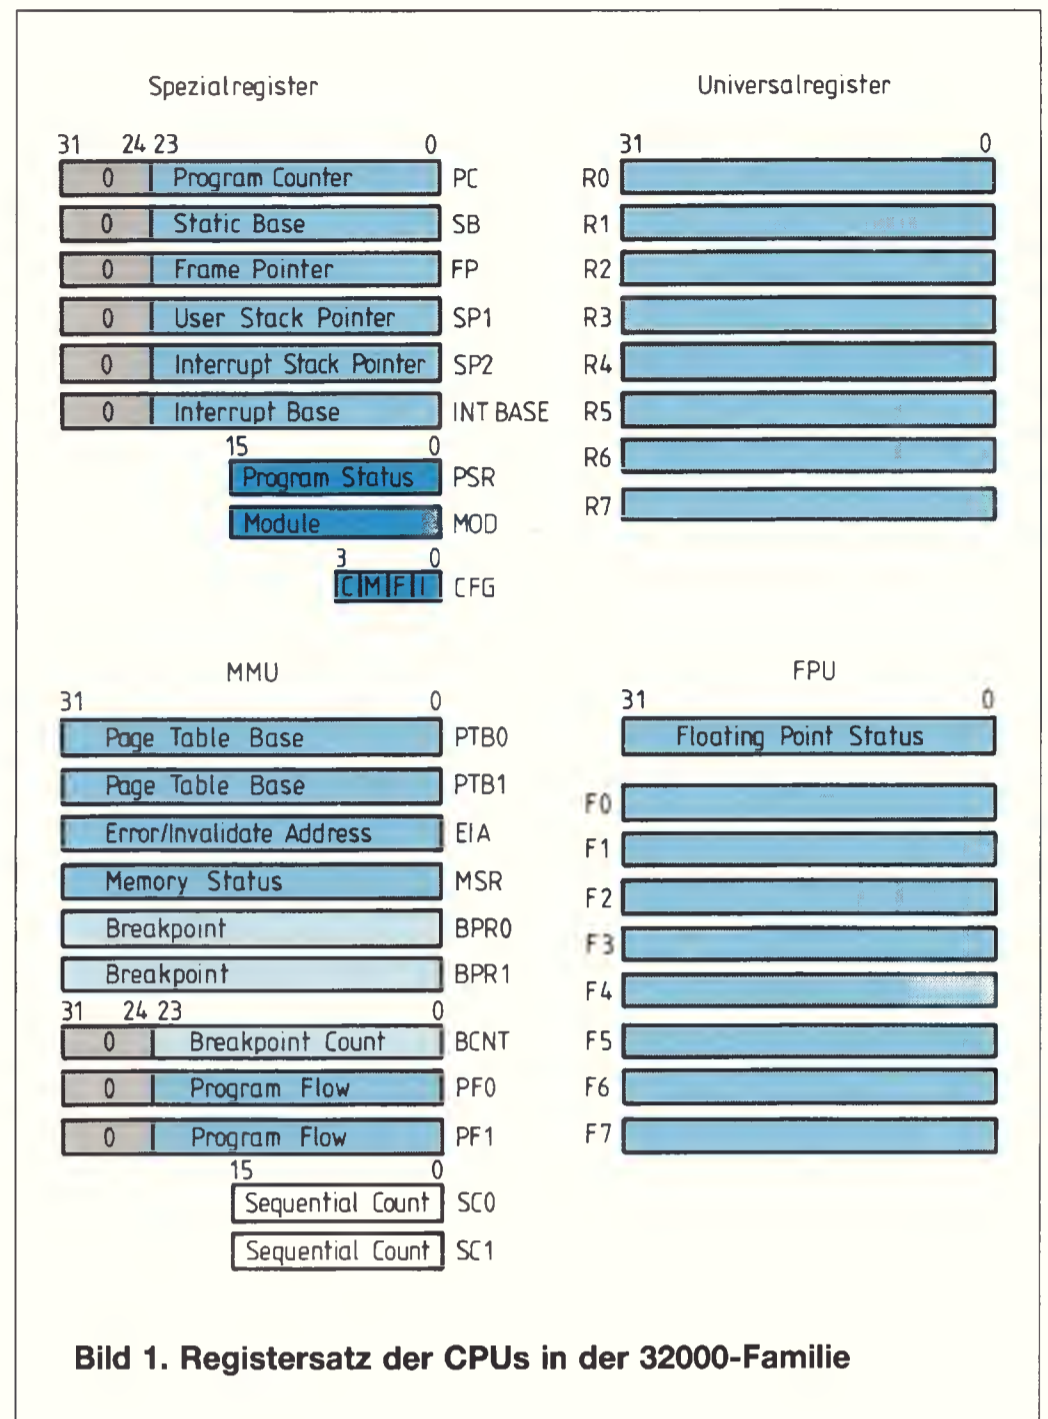 Spezialregister
31 24 23 0
0 Program Counter PC
0 Static Base SB
0 Frame Pointer FP
0 User Stack Pointer SP1
0 Interrupt Stack Pointer SP2
0 Interrupt Base INT BASE
15 0
Program Status PSR
Module MOD
3 0
C M F I CFG
Universalregister
31 0
R0
R1
R2
R3
R4
R5
R6
R7
MMU
31 0
Page Table Base PTB0
Page Table Base PTB1
Error/Invalidate Address EIA
Memory Status MSR
Breakpoint BPR0
Breakpoint BPR1
31 24 23 0
0 Breakpoint Count BCNT
0 Program Flow PF0
0 Program Flow PF1
15 0
Sequential Count SC0
Sequential Count SC1
FPU
31 0
Floating Point Status
F0
F1
F2
F3
F4
F5
F6
F7
Bild 1. Registersatz der CPUs in der 32000-Familie